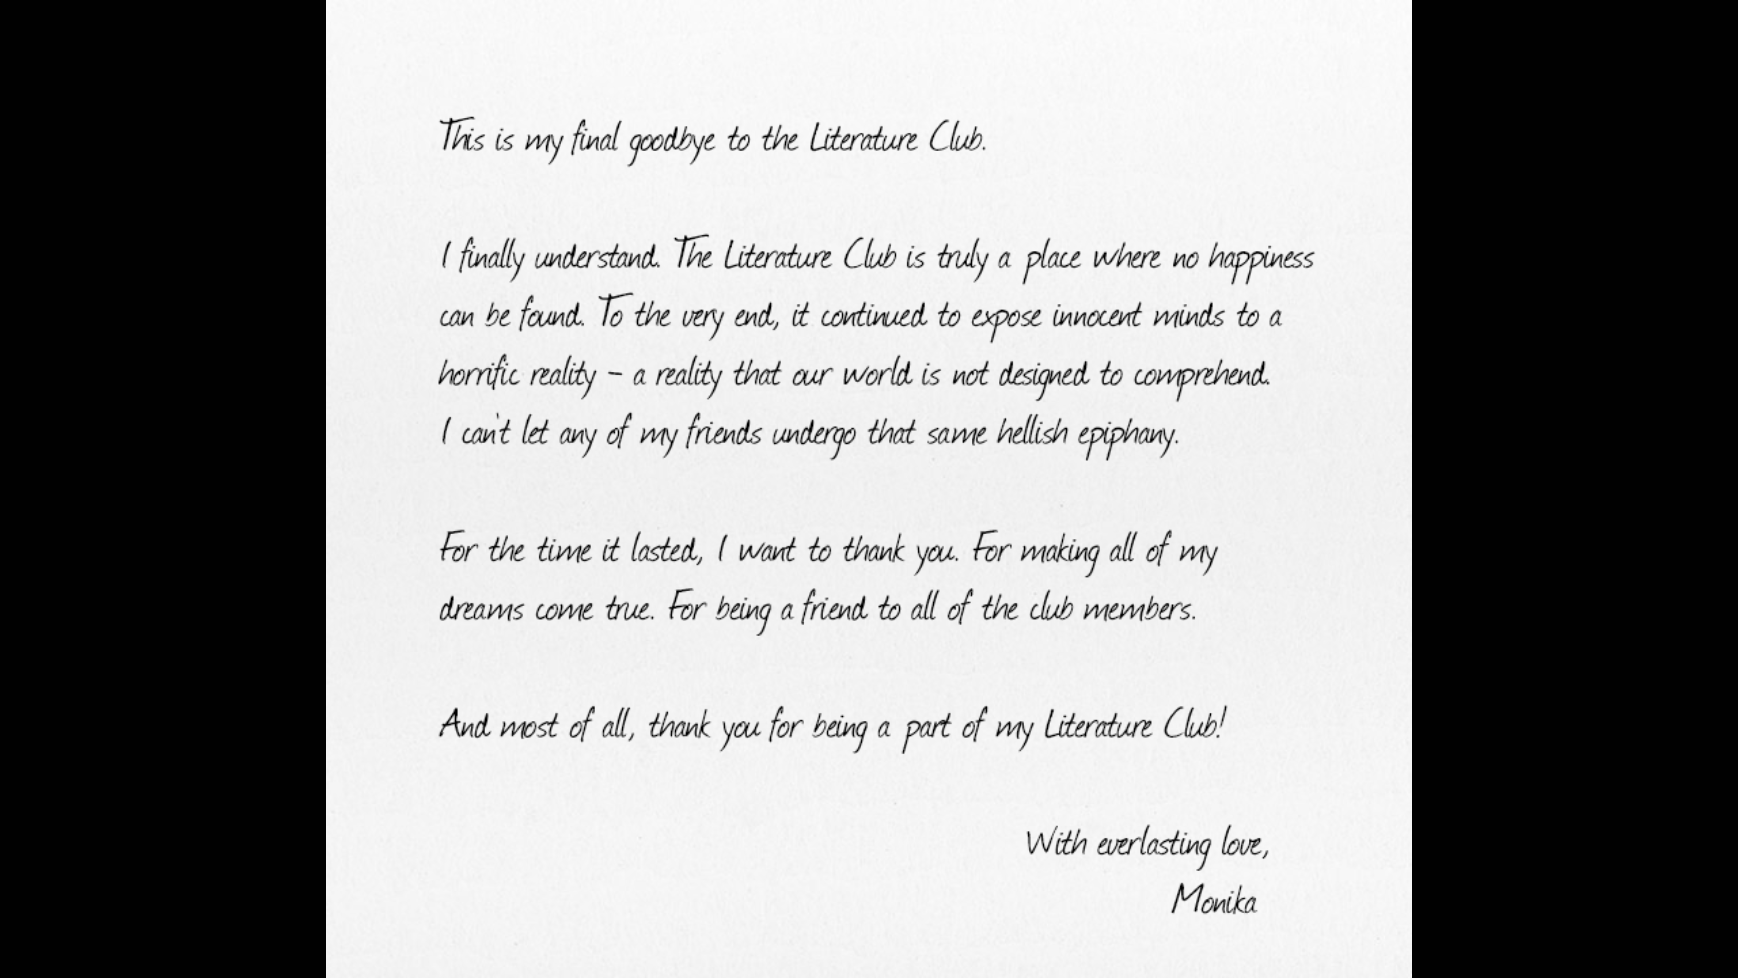 This is my final goodbye to the Literature Club.
I finally understand. The Literature Club is truly a place where no happiness
can be found. To the very end, it continued to expose innocent minds to a
horrific reality – a reality that our world is not designed to comprehend.
I can't let any of my friends undergo that same hellish epiphany.
For the time it lasted, I want to thank you. For making all of my
dreams come true. For being a friend to all of the club members.
And most of all, thank you for being a part of my Literature Club!
With everlasting love,
Monika